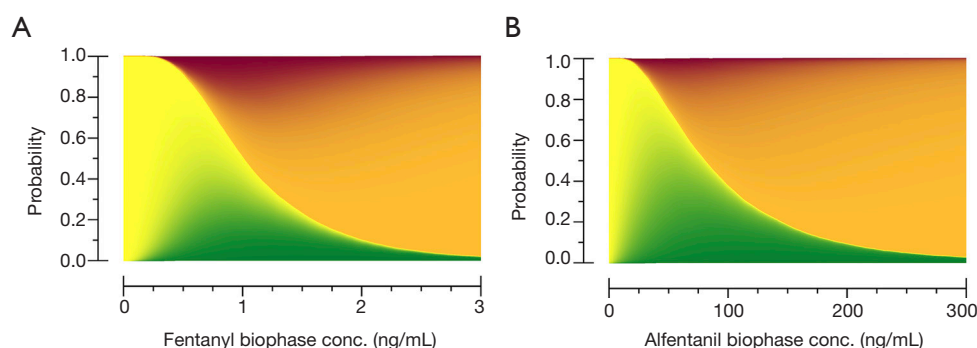 A
Probability
1.0
0.8
0.6
0.4
0.2
0.0
0 1 2 3
Fentanyl biophase conc. (ng/mL)
B
Probability
1.0
0.8
0.6
0.4
0.2
0.0
0 100 200 300
Alfentanil biophase conc. (ng/mL)